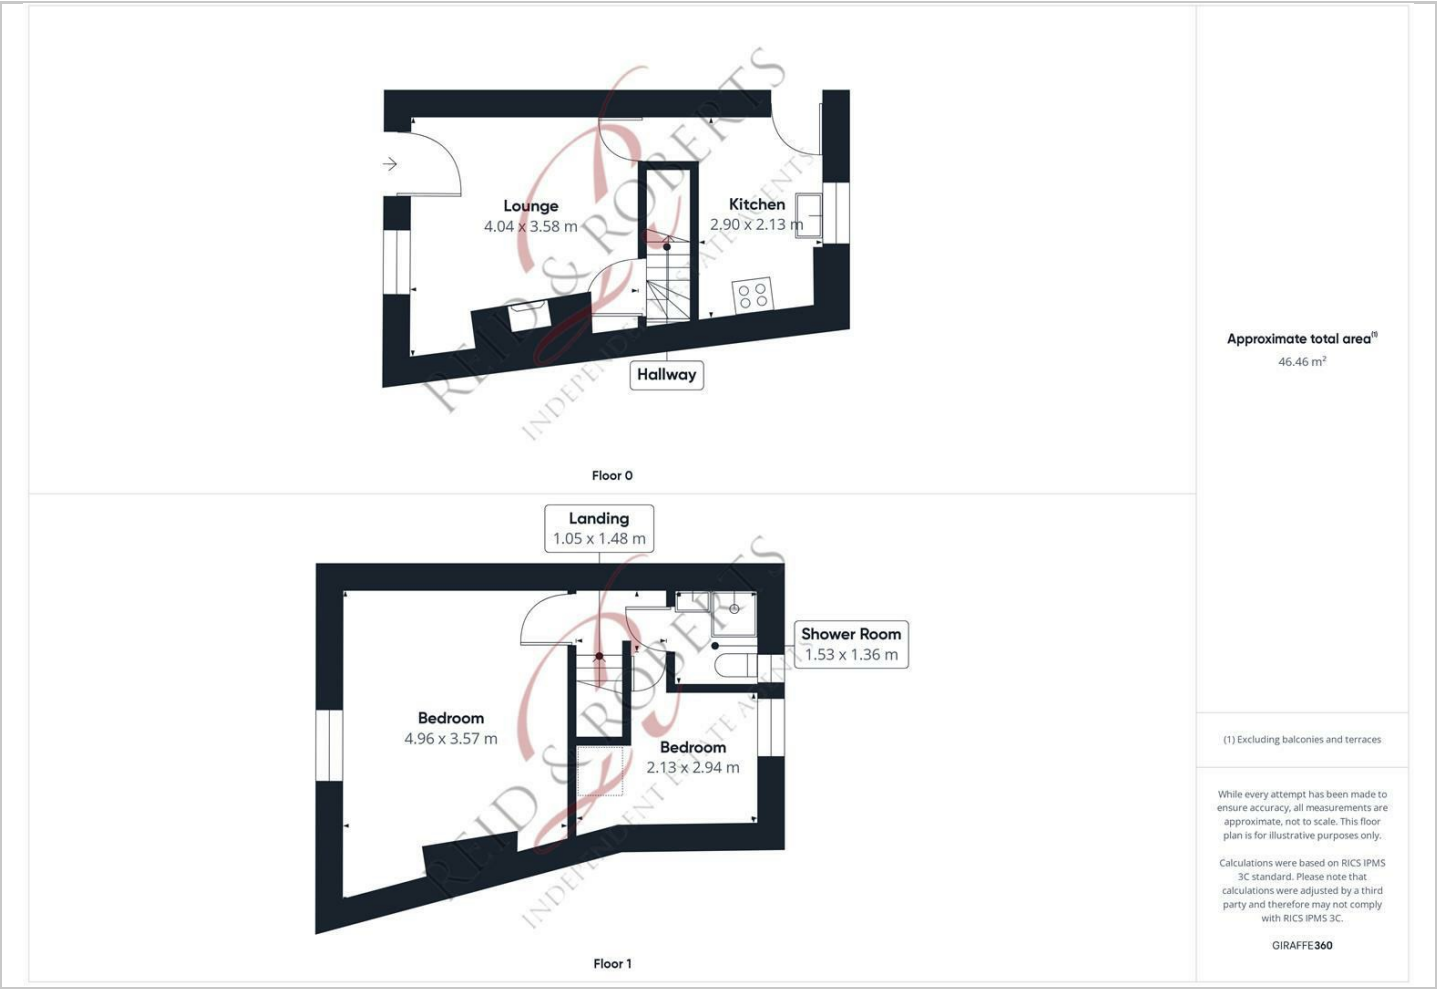 Lounge
4.04 x 3.58 m
Kitchen
2.90 x 2.13 m
Hallway
REID & ROBERTS
INDEPENDENT ESTATE AGENTS
Floor 0
Landing
1.05 x 1.48 m
Shower Room
1.53 x 1.36 m
Bedroom
4.96 x 3.57 m
Bedroom
2.13 x 2.94 m
REID & ROBERTS
INDEPENDENT ESTATE AGENTS
Floor 1
Approximate total area⁽¹⁾
46.46 m²
(1) Excluding balconies and terraces
While every attempt has been made to
ensure accuracy, all measurements are
approximate, not to scale. This floor
plan is for illustrative purposes only.
Calculations were based on RICS IPMS
3C standard. Please note that
calculations were adjusted by a third
party and therefore may not comply
with RICS IPMS 3C.
GIRAFFE360